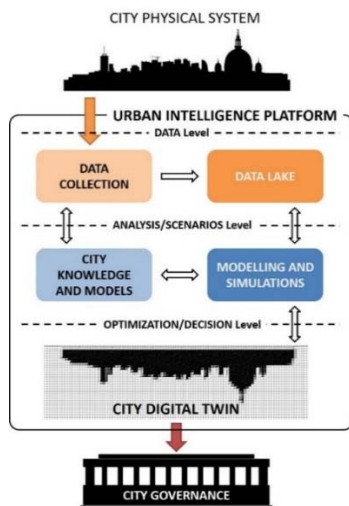 CITY PHYSICAL SYSTEM
URBAN INTELLIGENCE PLATFORM
DATA Level
DATA
COLLECTION
DATA LAKE
ANALYSIS/SCENARIOS Level
CITY
KNOWLEDGE
AND MODELS
MODELLING AND
SIMULATIONS
OPTIMIZATION/DECISION Level
CITY DIGITAL TWIN
CITY GOVERNANCE